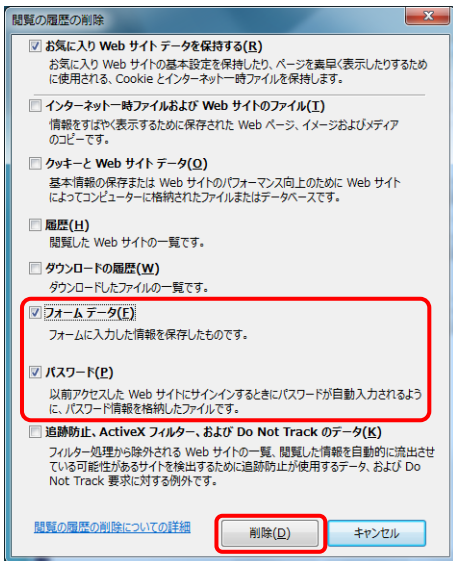 閲覧の履歴の削除
お気に入り Web サイト データを保持する(R)
お気に入り Web サイトの基本設定を保持したり、ページを素早く表示したりするため
に使用される、Cookie とインターネット一時ファイルを保持します。
インターネット一時ファイルおよび Web サイトのファイル(T)
情報をすばやく表示するために保存された Web ページ、イメージおよびメディア
のコピーです。
クッキーと Web サイト データ(O)
基本情報の保存または Web サイトのパフォーマンス向上のために Web サイト
によってコンピューターに格納されたファイルまたはデータベースです。
履歴(H)
閲覧した Web サイトの一覧です。
ダウンロードの履歴(W)
ダウンロードしたファイルの一覧です。
フォーム データ(F)
フォームに入力した情報を保存したものです。
パスワード(P)
以前アクセスした Web サイトにサインインするときにパスワードが自動入力されるよう
に、パスワード情報を格納したファイルです。
追跡防止、ActiveX フィルター、および Do Not Track のデータ(K)
フィルター処理から除外される Web サイトの一覧、閲覧した情報を自動的に流出させ
ている可能性があるサイトを検出するために追跡防止が使用するデータ、および Do
Not Track 要求に対する例外です。
閲覧の履歴の削除についての詳細
削除(D)
キャンセル